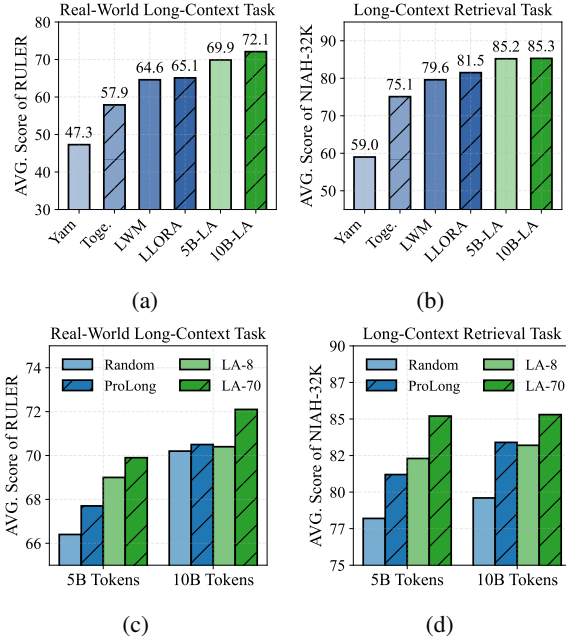 Real-World Long-Context Task
AVG. Score of RULER
80
70
60
50
40
30
47.3
57.9
64.6
65.1
69.9
72.1
Yarn
Toge.
LWM
LLORA
5B-LA
10B-LA
(a)
Long-Context Retrieval Task
AVG. Score of NIAH-32K
90
80
70
60
50
59.0
75.1
79.6
81.5
85.2
85.3
Yarn
Toge.
LWM
LLORA
5B-LA
10B-LA
(b)
Real-World Long-Context Task
AVG. Score of RULER
74
72
70
68
66
Random
ProLong
LA-8
LA-70
5B Tokens
10B Tokens
(c)
Long-Context Retrieval Task
AVG. Score of NIAH-32K
90
87
85
82
80
77
75
Random
ProLong
LA-8
LA-70
5B Tokens
10B Tokens
(d)